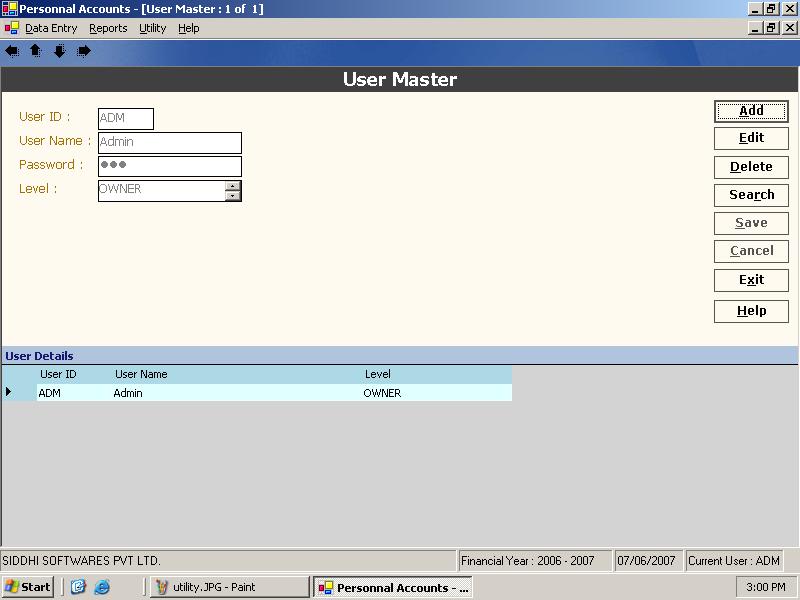 Personnal Accounts - [User Master : 1 of 1]
Data Entry Reports Utility Help
User Master
User ID : ADM
User Name : Admin
Password :
Level : OWNER
Add
Edit
Delete
Search
Save
Cancel
Exit
Help
User Details
User ID User Name Level
ADM Admin OWNER
SIDDHI SOFTWARES PVT LTD. Financial Year : 2006 - 2007 07/06/2007 Current User : ADM
Start utility.JPG - Paint Personnal Accounts - ... 3:00 PM